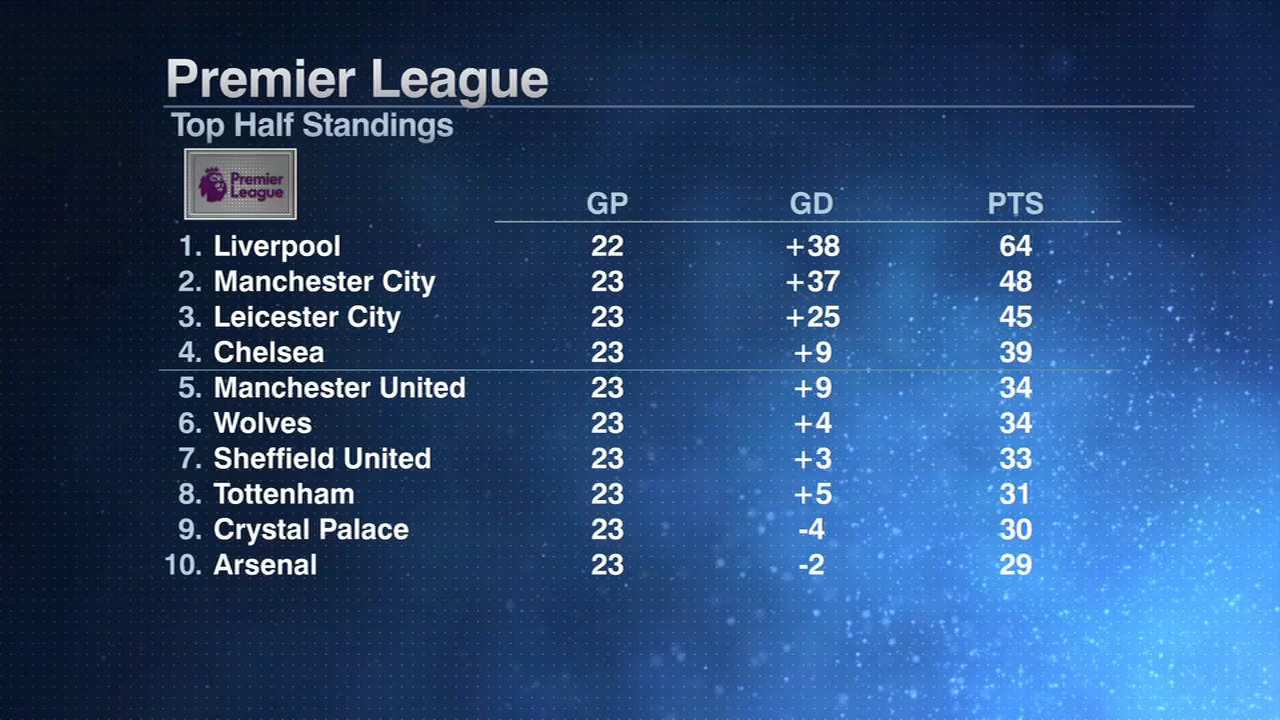 Premier League
Top Half Standings
Premier
League
GP GD PTS
1. Liverpool 22 +38 64
2. Manchester City 23 +37 48
3. Leicester City 23 +25 45
4. Chelsea 23 +9 39
5. Manchester United 23 +9 34
6. Wolves 23 +4 34
7. Sheffield United 23 +3 33
8. Tottenham 23 +5 31
9. Crystal Palace 23 -4 30
10. Arsenal 23 -2 29